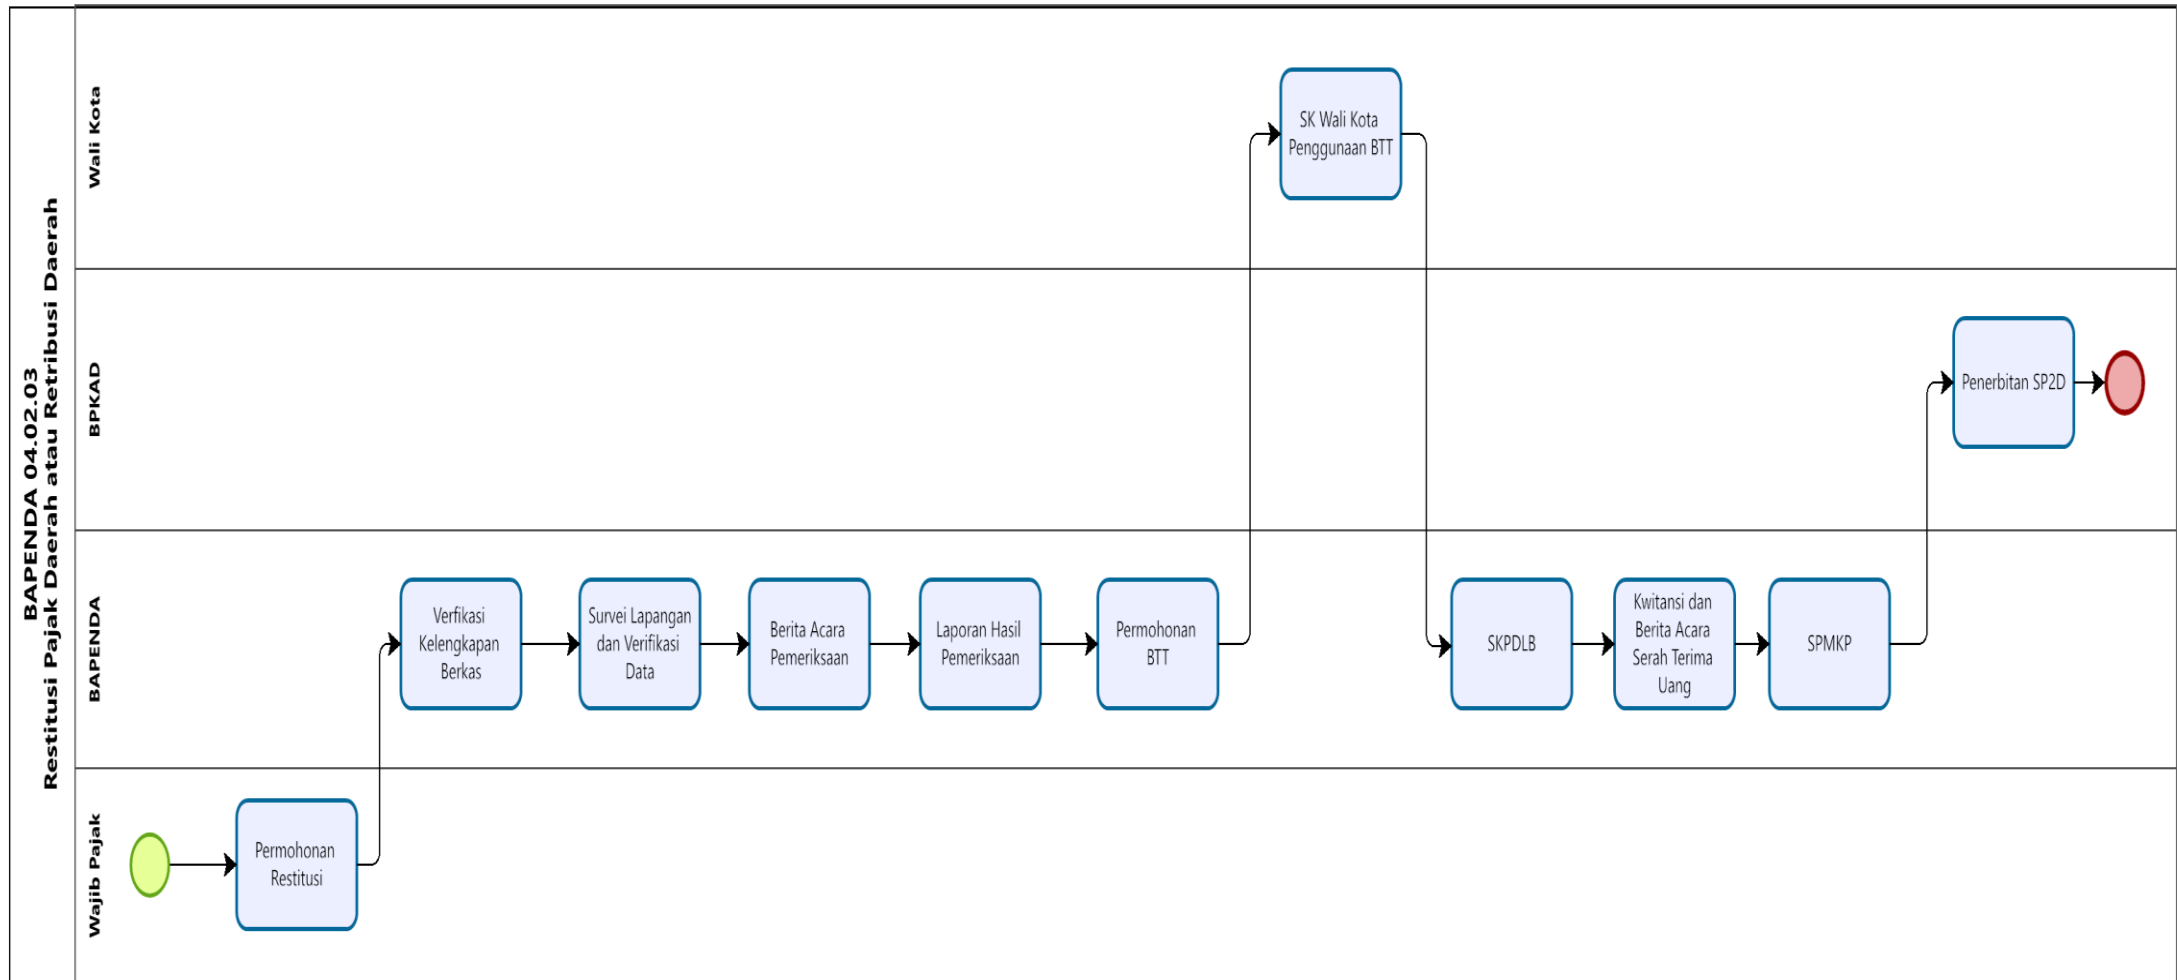 BAPENDA 04.02.03
Restitusi Pajak Daerah atau Retribusi Daerah
Wali Kota
SK Wali Kota
Penggunaan BTT
BPKAD
Penerbitan SP2D
BAPENDA
Verfikasi
Kelengkapan
Berkas
Survei Lapangan
dan Verifikasi
Data
Berita Acara
Pemeriksaan
Laporan Hasil
Pemeriksaan
Permohonan
BTT
SKPDLB
Kwitansi dan
Berita Acara
Serah Terima
Uang
SPMKP
Wajib Pajak
Permohonan
Restitusi